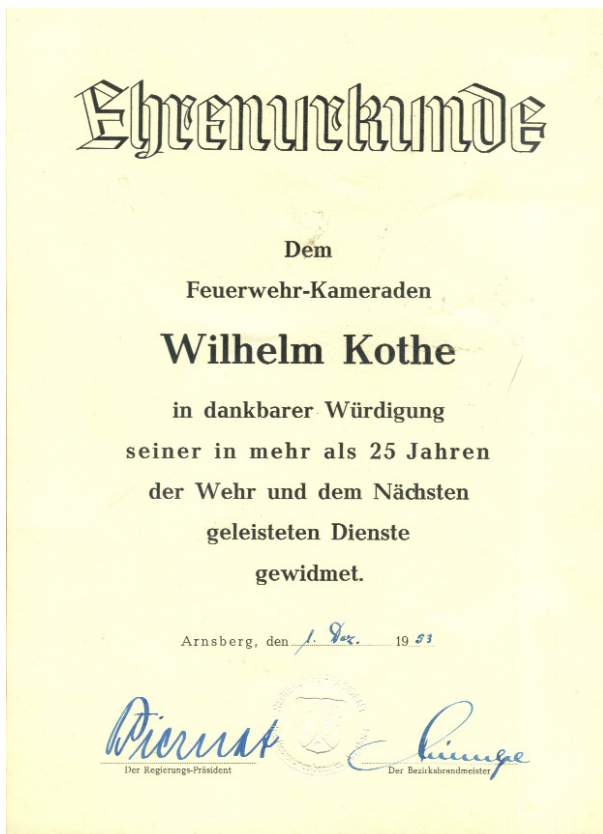 Ehrenurkunde
Dem
Feuerwehr-Kameraden
Wilhelm Kothe
in dankbarer Würdigung
seiner in mehr als 25 Jahren
der Wehr und dem Nächsten
geleisteten Dienste
gewidmet.
Arnsberg, den 1. Dez. 1953
Der Regierungs-Präsident Der Bezirksbrandmeister